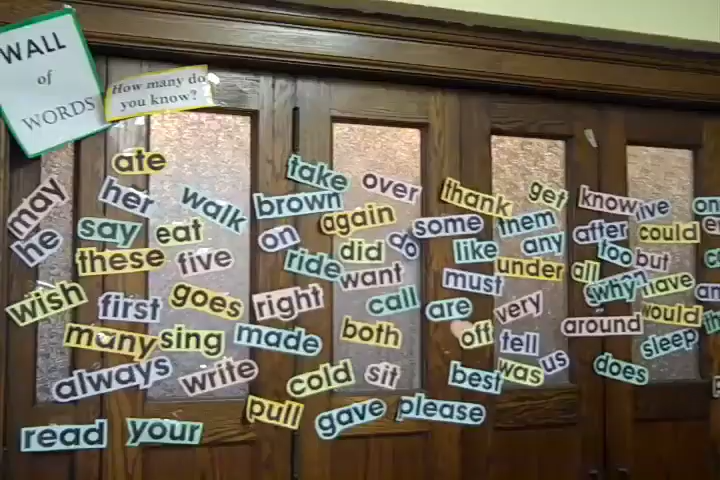 WALL
of
WORDS
How many do
you know?
ate
take
over
may
her
walk
brown
thank
get
know
say
eat
again
some
them
after
could
he
on
did
do
like
any
too
but
these
five
ride
want
under
all
must
why
have
wish
first
goes
right
call
are
very
around
would
many
sing
made
both
off
tell
us
sleep
always
write
cold
sit
best
was
does
pull
gave
please
read
your